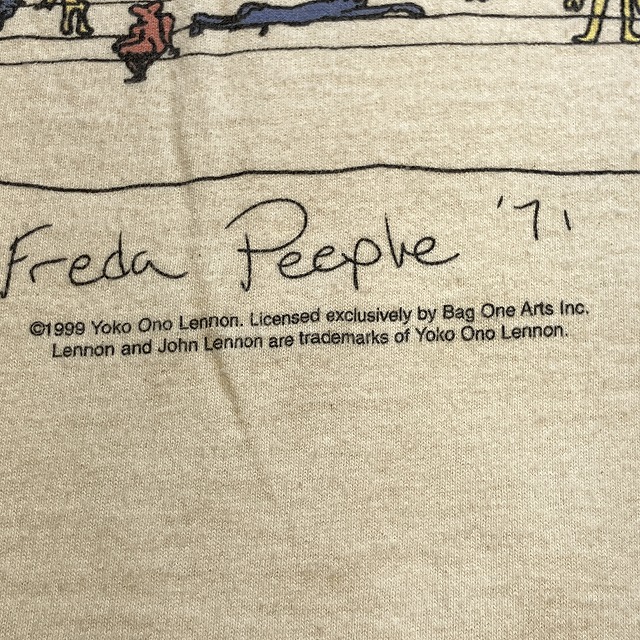 Freda Peeple '71
©1999 Yoko Ono Lennon. Licensed exclusively by Bag One Arts Inc.
Lennon and John Lennon are trademarks of Yoko Ono Lennon.